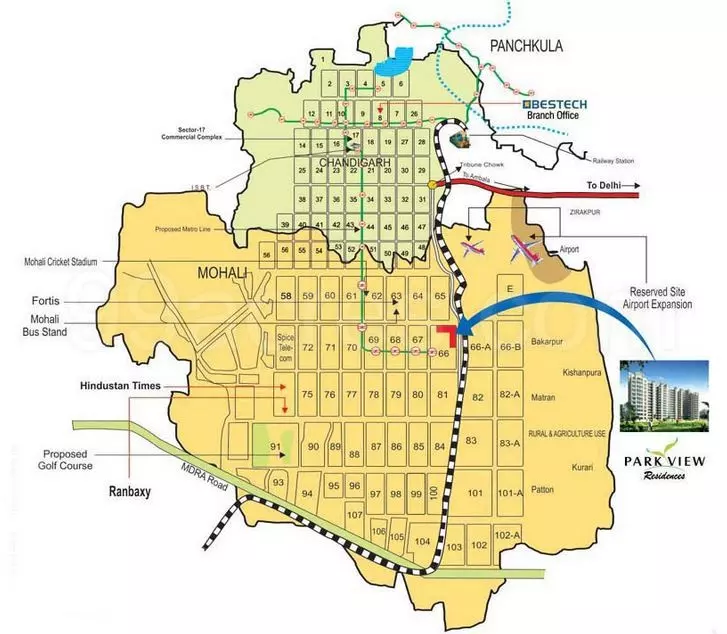 PANCHKULA
1
2
3
4
5
6
BESTECH
Branch Office
12
11
10
9
8
7
26
Sector-17
Commercial Complex
17
14
15
16
18
19
27
28
Railway Station
CHANDIGARH
Tribune Chowk
To Ambala
To Delhi
I.S.B.T.
25
24
23
22
21
20
30
29
38
37
36
35
34
33
32
31
ZIRAKPUR
Airport
39
40
41
42
43
44
45
46
47
48
Proposed Metro Line
56
56
55
54
53
52
51
50
49
Mohali Cricket Stadium
MOHALI
Reserved Site
Airport Expansion
Fortis
58
59
60
61
62
63
64
65
E
Mohali
Bus Stand
Spice
Tele-
com
72
71
70
69
68
67
66
66-A
66-B
Bakarpur
Kishanpura
Hindustan Times
75
76
77
78
79
80
81
82
82-A
Matran
Ranbaxy
RURAL & AGRICULTURE USE
91
90
89
88
87
86
85
84
83
83-A
Proposed
Golf Course
PARK VIEW
Residences
Kurari
MDRA Road
93
94
95
96
97
98
99
100
101
101-A
Patton
107
106
105
104
103
102
102-A